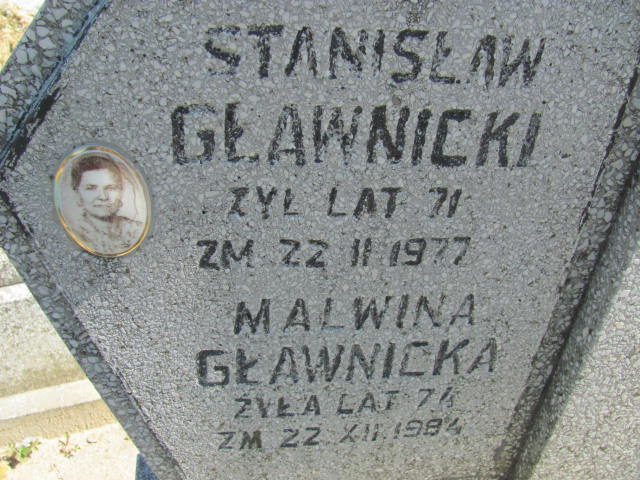 STANISŁAW
GŁAWNICKI
ŻYŁ LAT 71
ZM 22 II 1977
MALWINA
GŁAWNICKA
ŻYŁA LAT 74
ZM 22 XII 1984